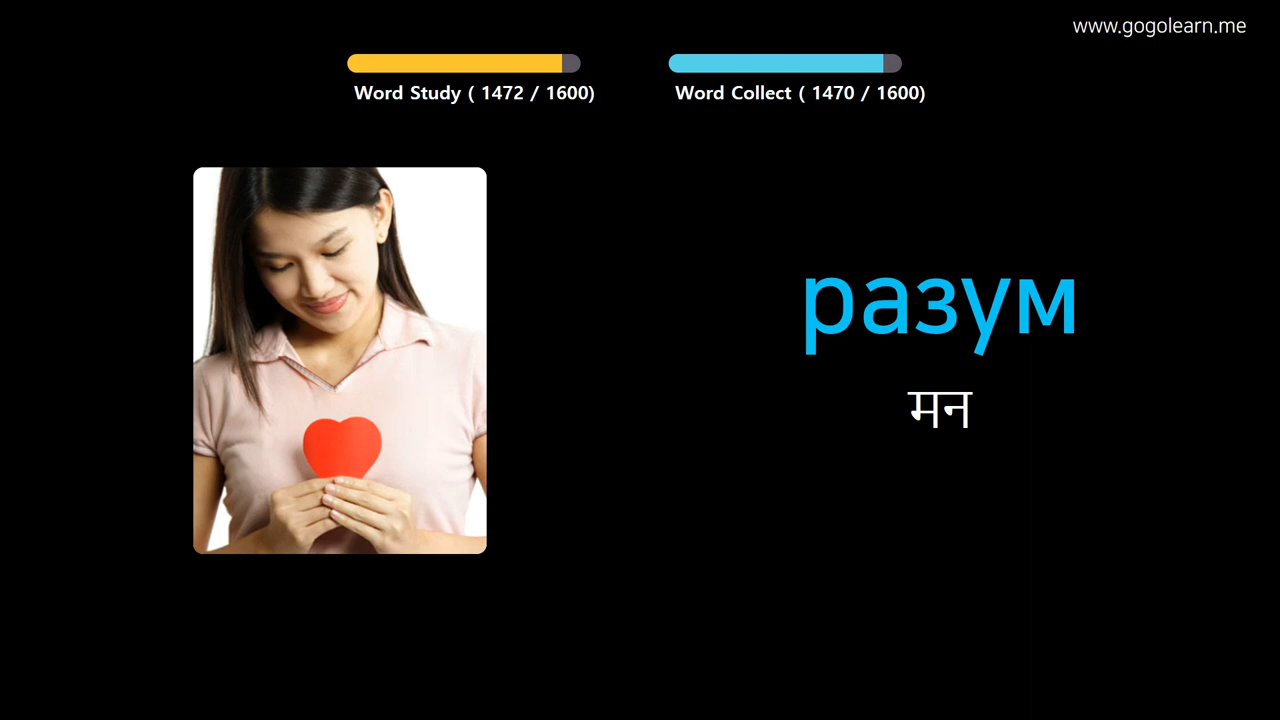 www.gogolearn.me
Word Study ( 1472 / 1600)
Word Collect ( 1470 / 1600)
разум
मन